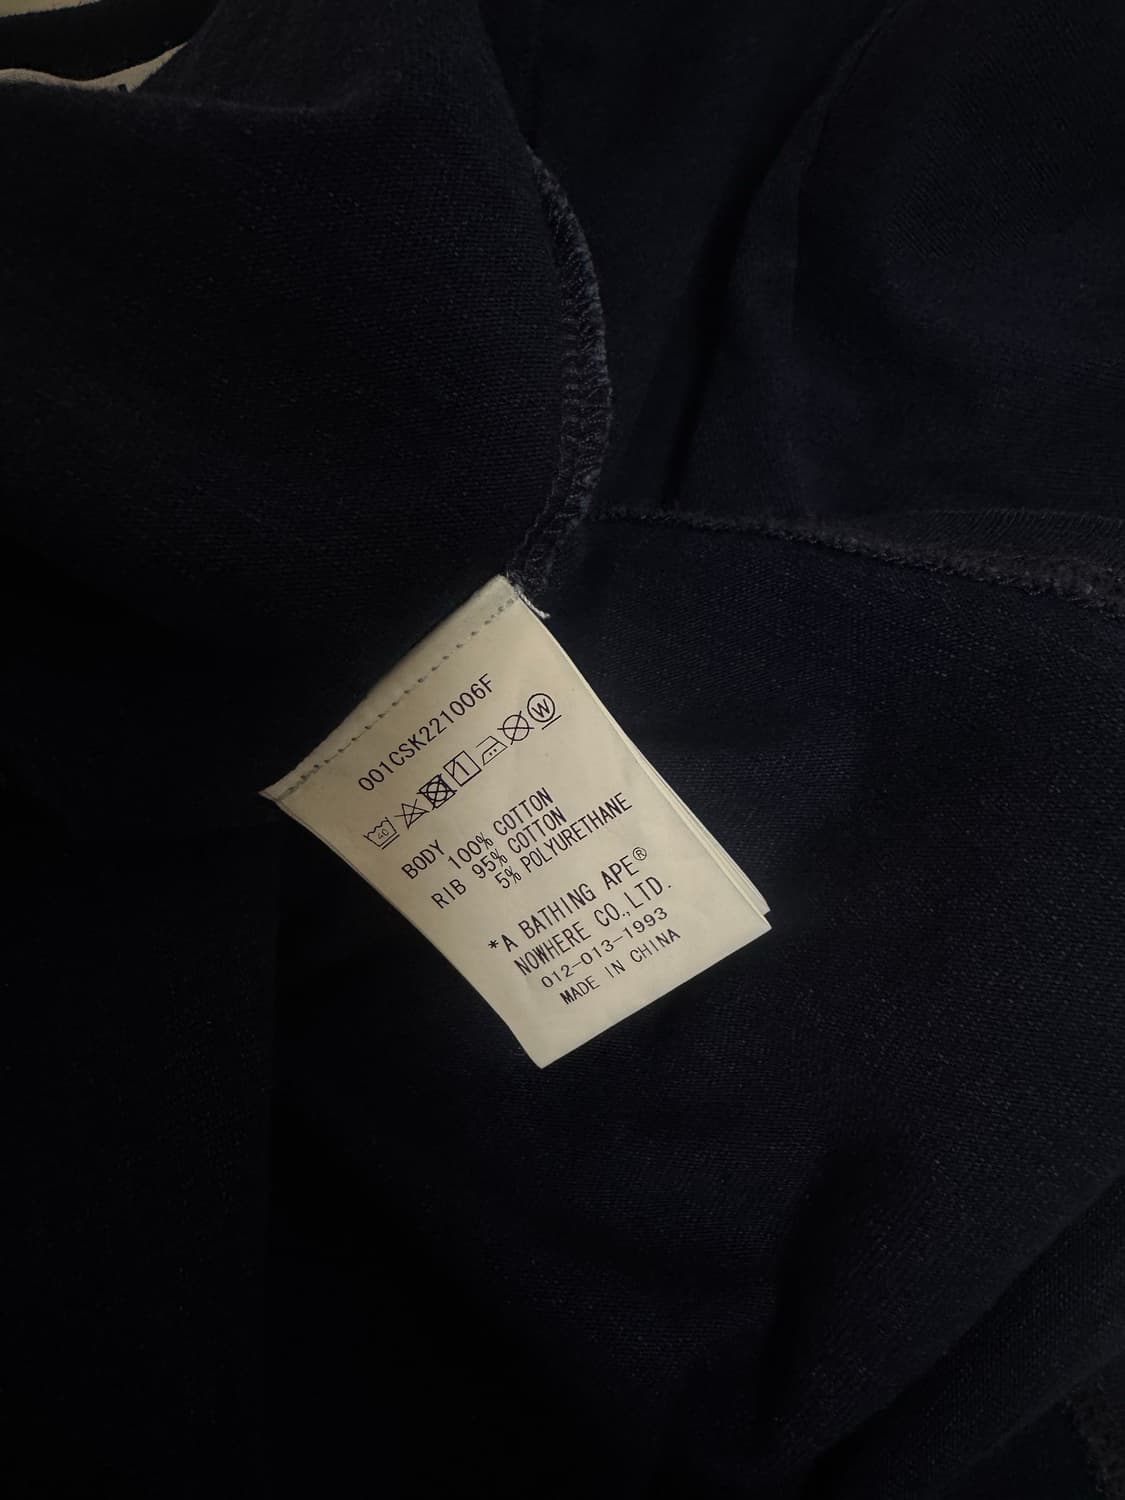 001CSK221006F
40 W
BODY 100% COTTON
RIB 95% COTTON
5% POLYURETHANE
*A BATHING APE®
NOWHERE CO.,LTD.
012-013-1993
MADE IN CHINA